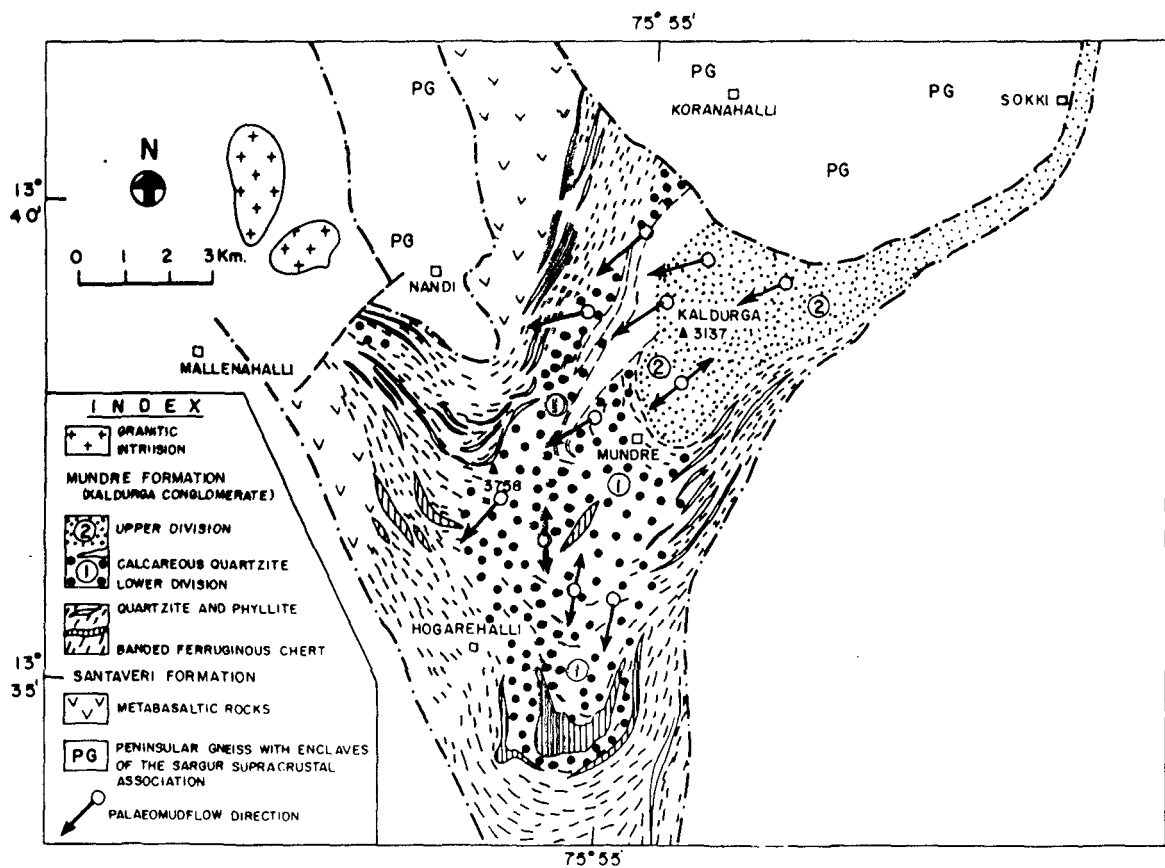 75° 55'
PG
PG
KORANAHALLI
PG
SOKKI
PG
N
13°
40'
0 1 2 3 Km.
PG
NANDI
KALDURGA
3137
2
2
MALLENAHALLI
1
MUNDRE
3758
1
HOGAREHALLI
1
13°
35'
INDEX
GRANITIC
INTRUSION
MUNDRE FORMATION
(KALDURGA CONGLOMERATE)
2 UPPER DIVISION
CALCAREOUS QUARTZITE
1 LOWER DIVISION
QUARTZITE AND PHYLLITE
BANDED FERRUGINOUS CHERT
SANTAVERI FORMATION
METABASALTIC ROCKS
PG PENINSULAR GNEISS WITH ENCLAVES
OF THE SARGUR SUPRACRUSTAL
ASSOCIATION
PALAEOMUDFLOW DIRECTION
75° 55'